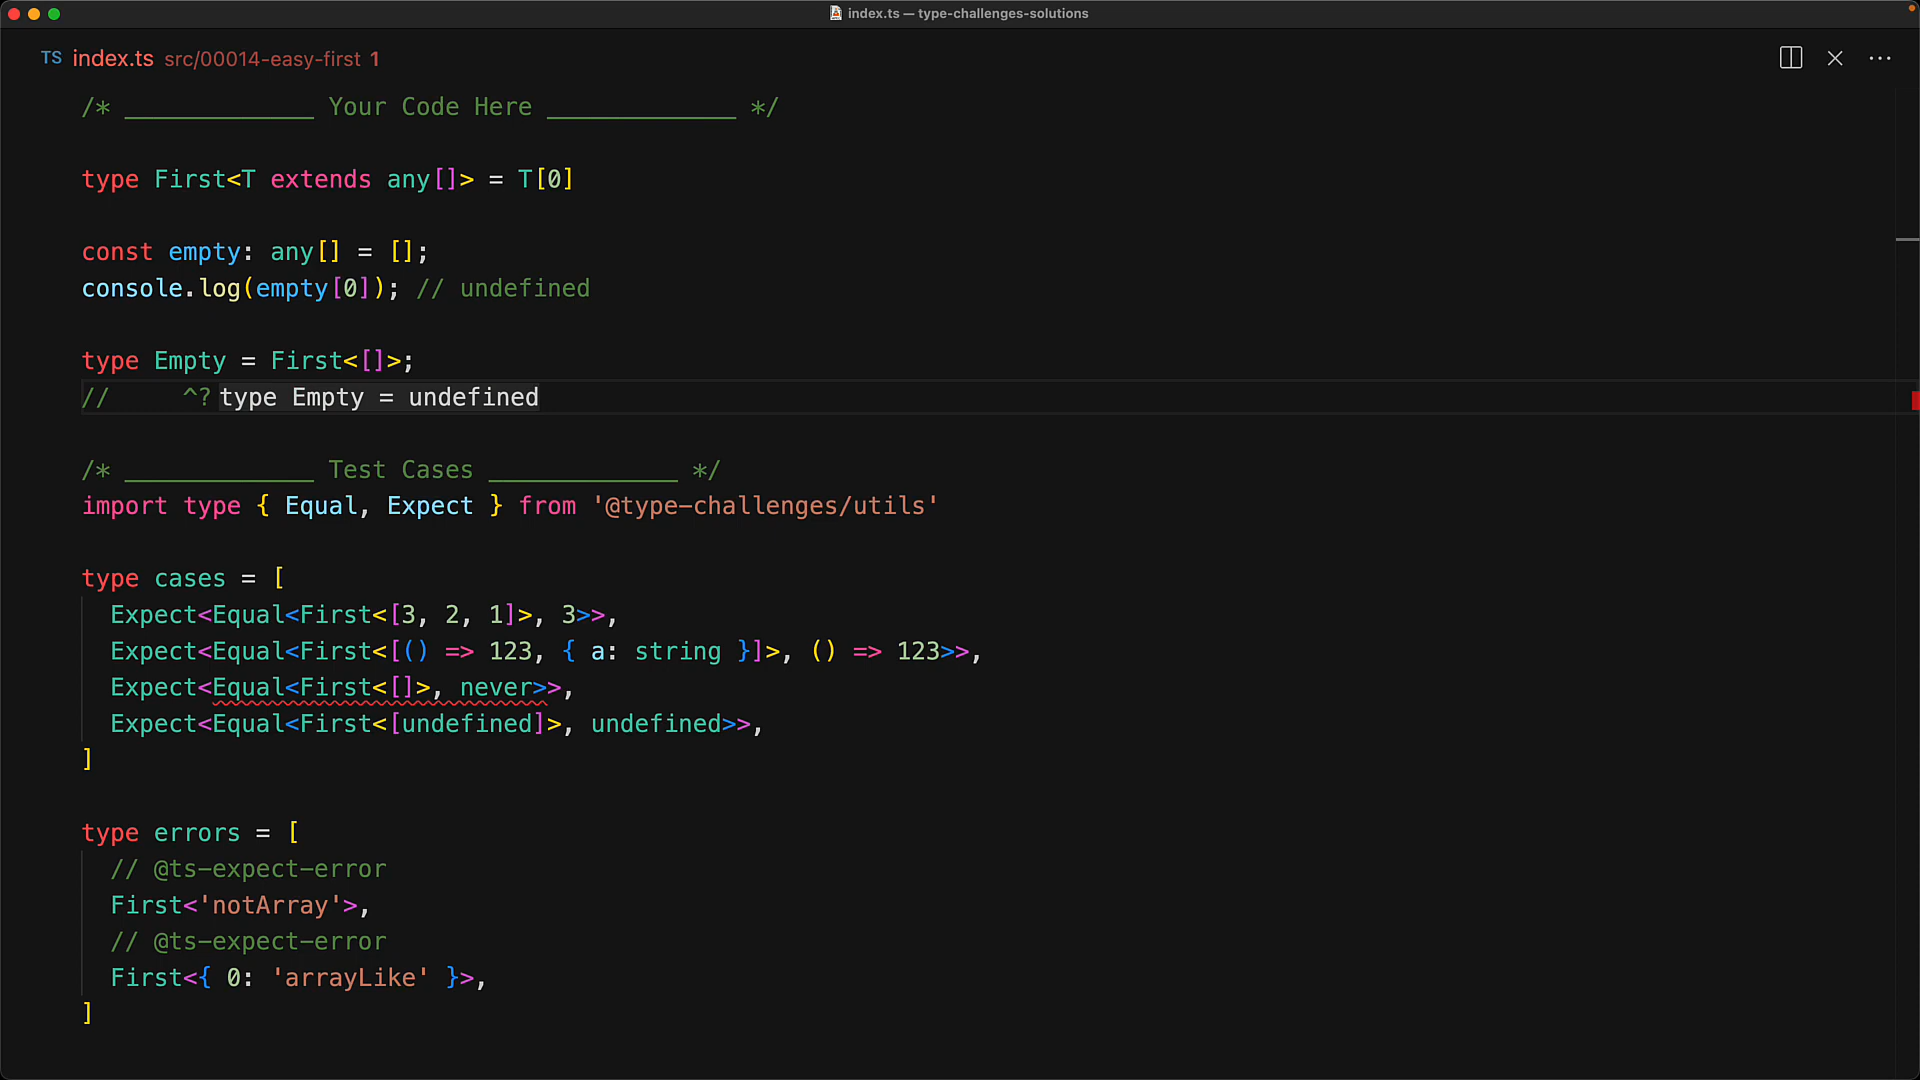 index.ts — type-challenges-solutions
TS index.ts src/00014-easy-first 1
/* _____________ Your Code Here _____________ */
type First<T extends any[]> = T[0]
const empty: any[] = [];
console.log(empty[0]); // undefined
type Empty = First<[]>;
//     ^? type Empty = undefined
/* _____________ Test Cases _____________ */
import type { Equal, Expect } from '@type-challenges/utils'
type cases = [
  Expect<Equal<First<[3, 2, 1]>, 3>>,
  Expect<Equal<First<[() => 123, { a: string }]>, () => 123>>,
  Expect<Equal<First<[]>, never>>,
  Expect<Equal<First<[undefined]>, undefined>>,
]
type errors = [
  // @ts-expect-error
  First<'notArray'>,
  // @ts-expect-error
  First<{ 0: 'arrayLike' }>,
]